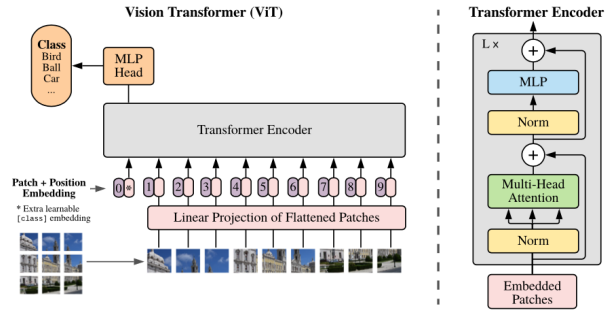 Vision Transformer (ViT)
Class
Bird
Ball
Car
...
MLP
Head
Transformer Encoder
Patch + Position
Embedding
0 * 1 2 3 4 5 6 7 8 9
* Extra learnable
[class] embedding
Linear Projection of Flattened Patches
Transformer Encoder
L x
+
MLP
Norm
+
Multi-Head
Attention
Norm
Embedded
Patches